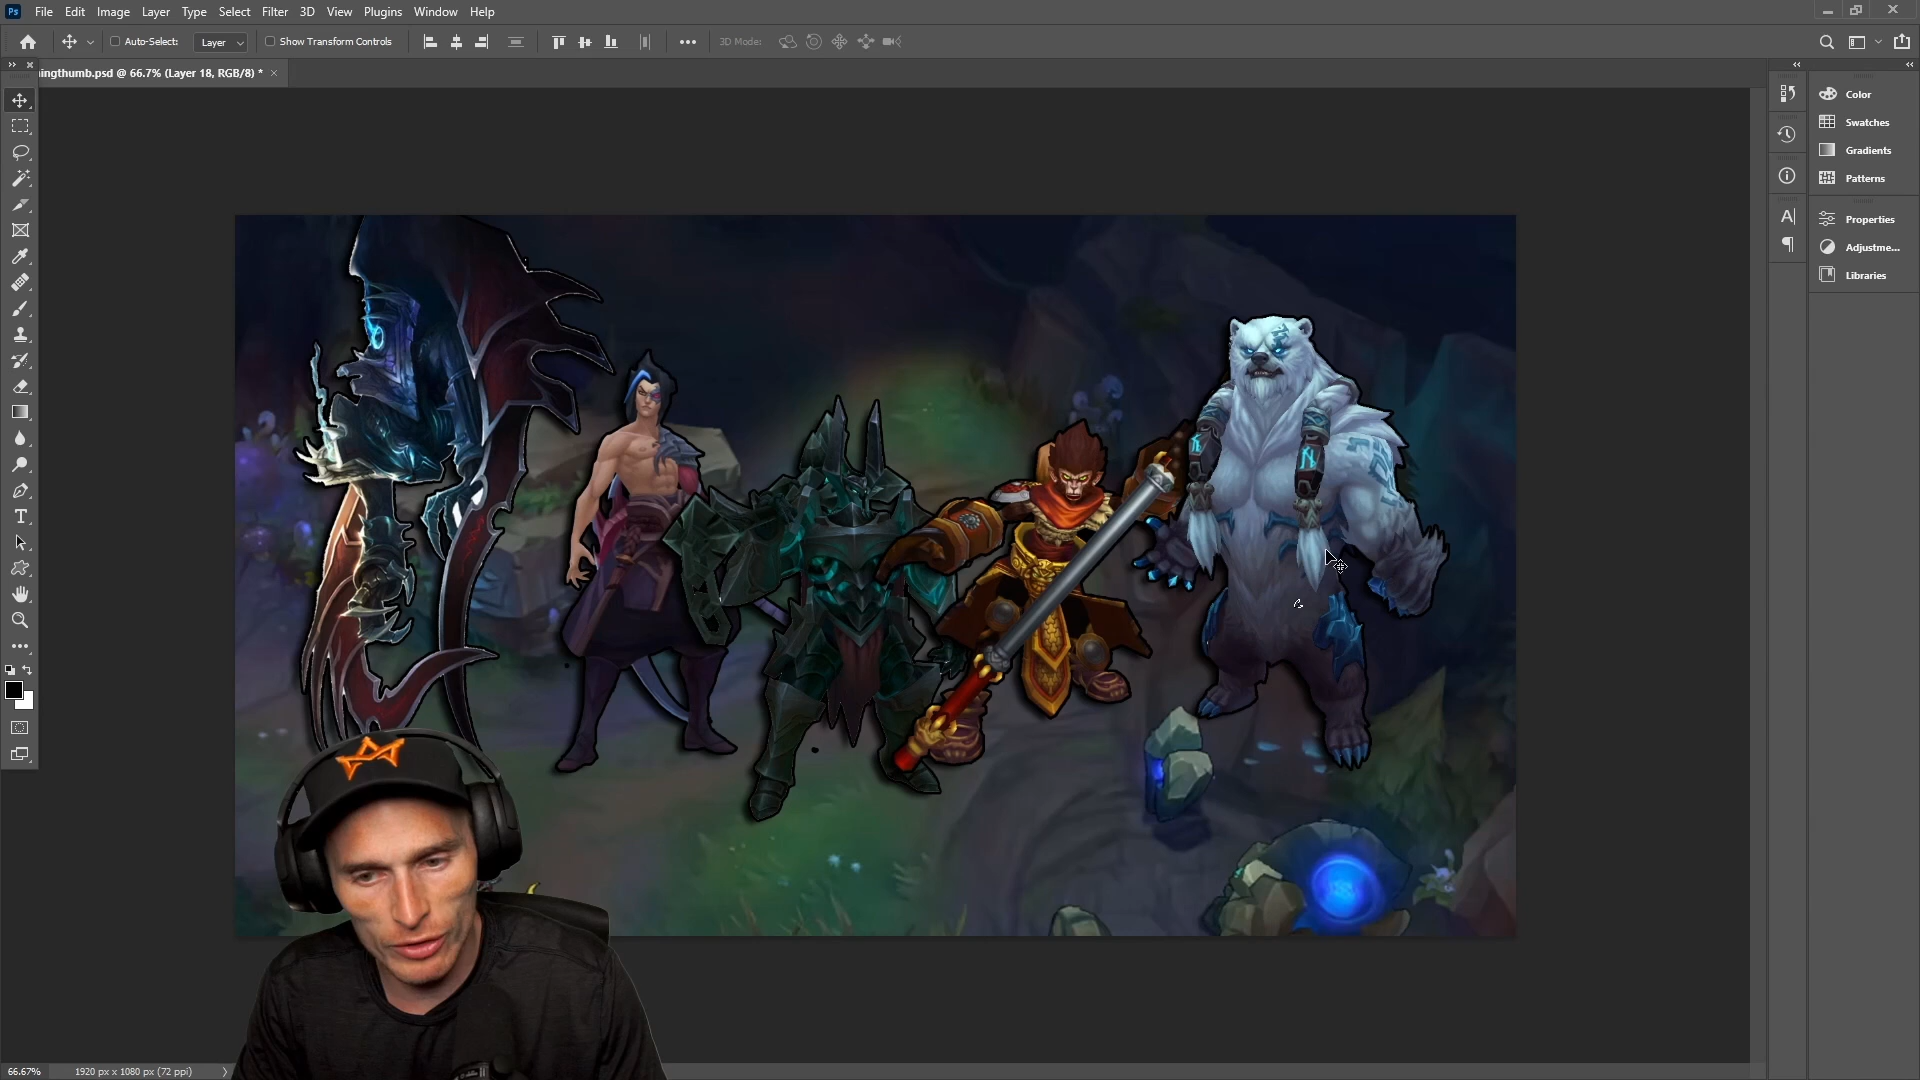 Ps File Edit Image Layer Type Select Filter 3D View Plugins Window Help
Auto-Select: Layer Show Transform Controls 3D Mode:
ingthumb.psd @ 66.7% (Layer 18, RGB/8) *
Color
Swatches
Gradients
Patterns
Properties
Adjustme...
Libraries
66.67% 1920 px x 1080 px (72 ppi)